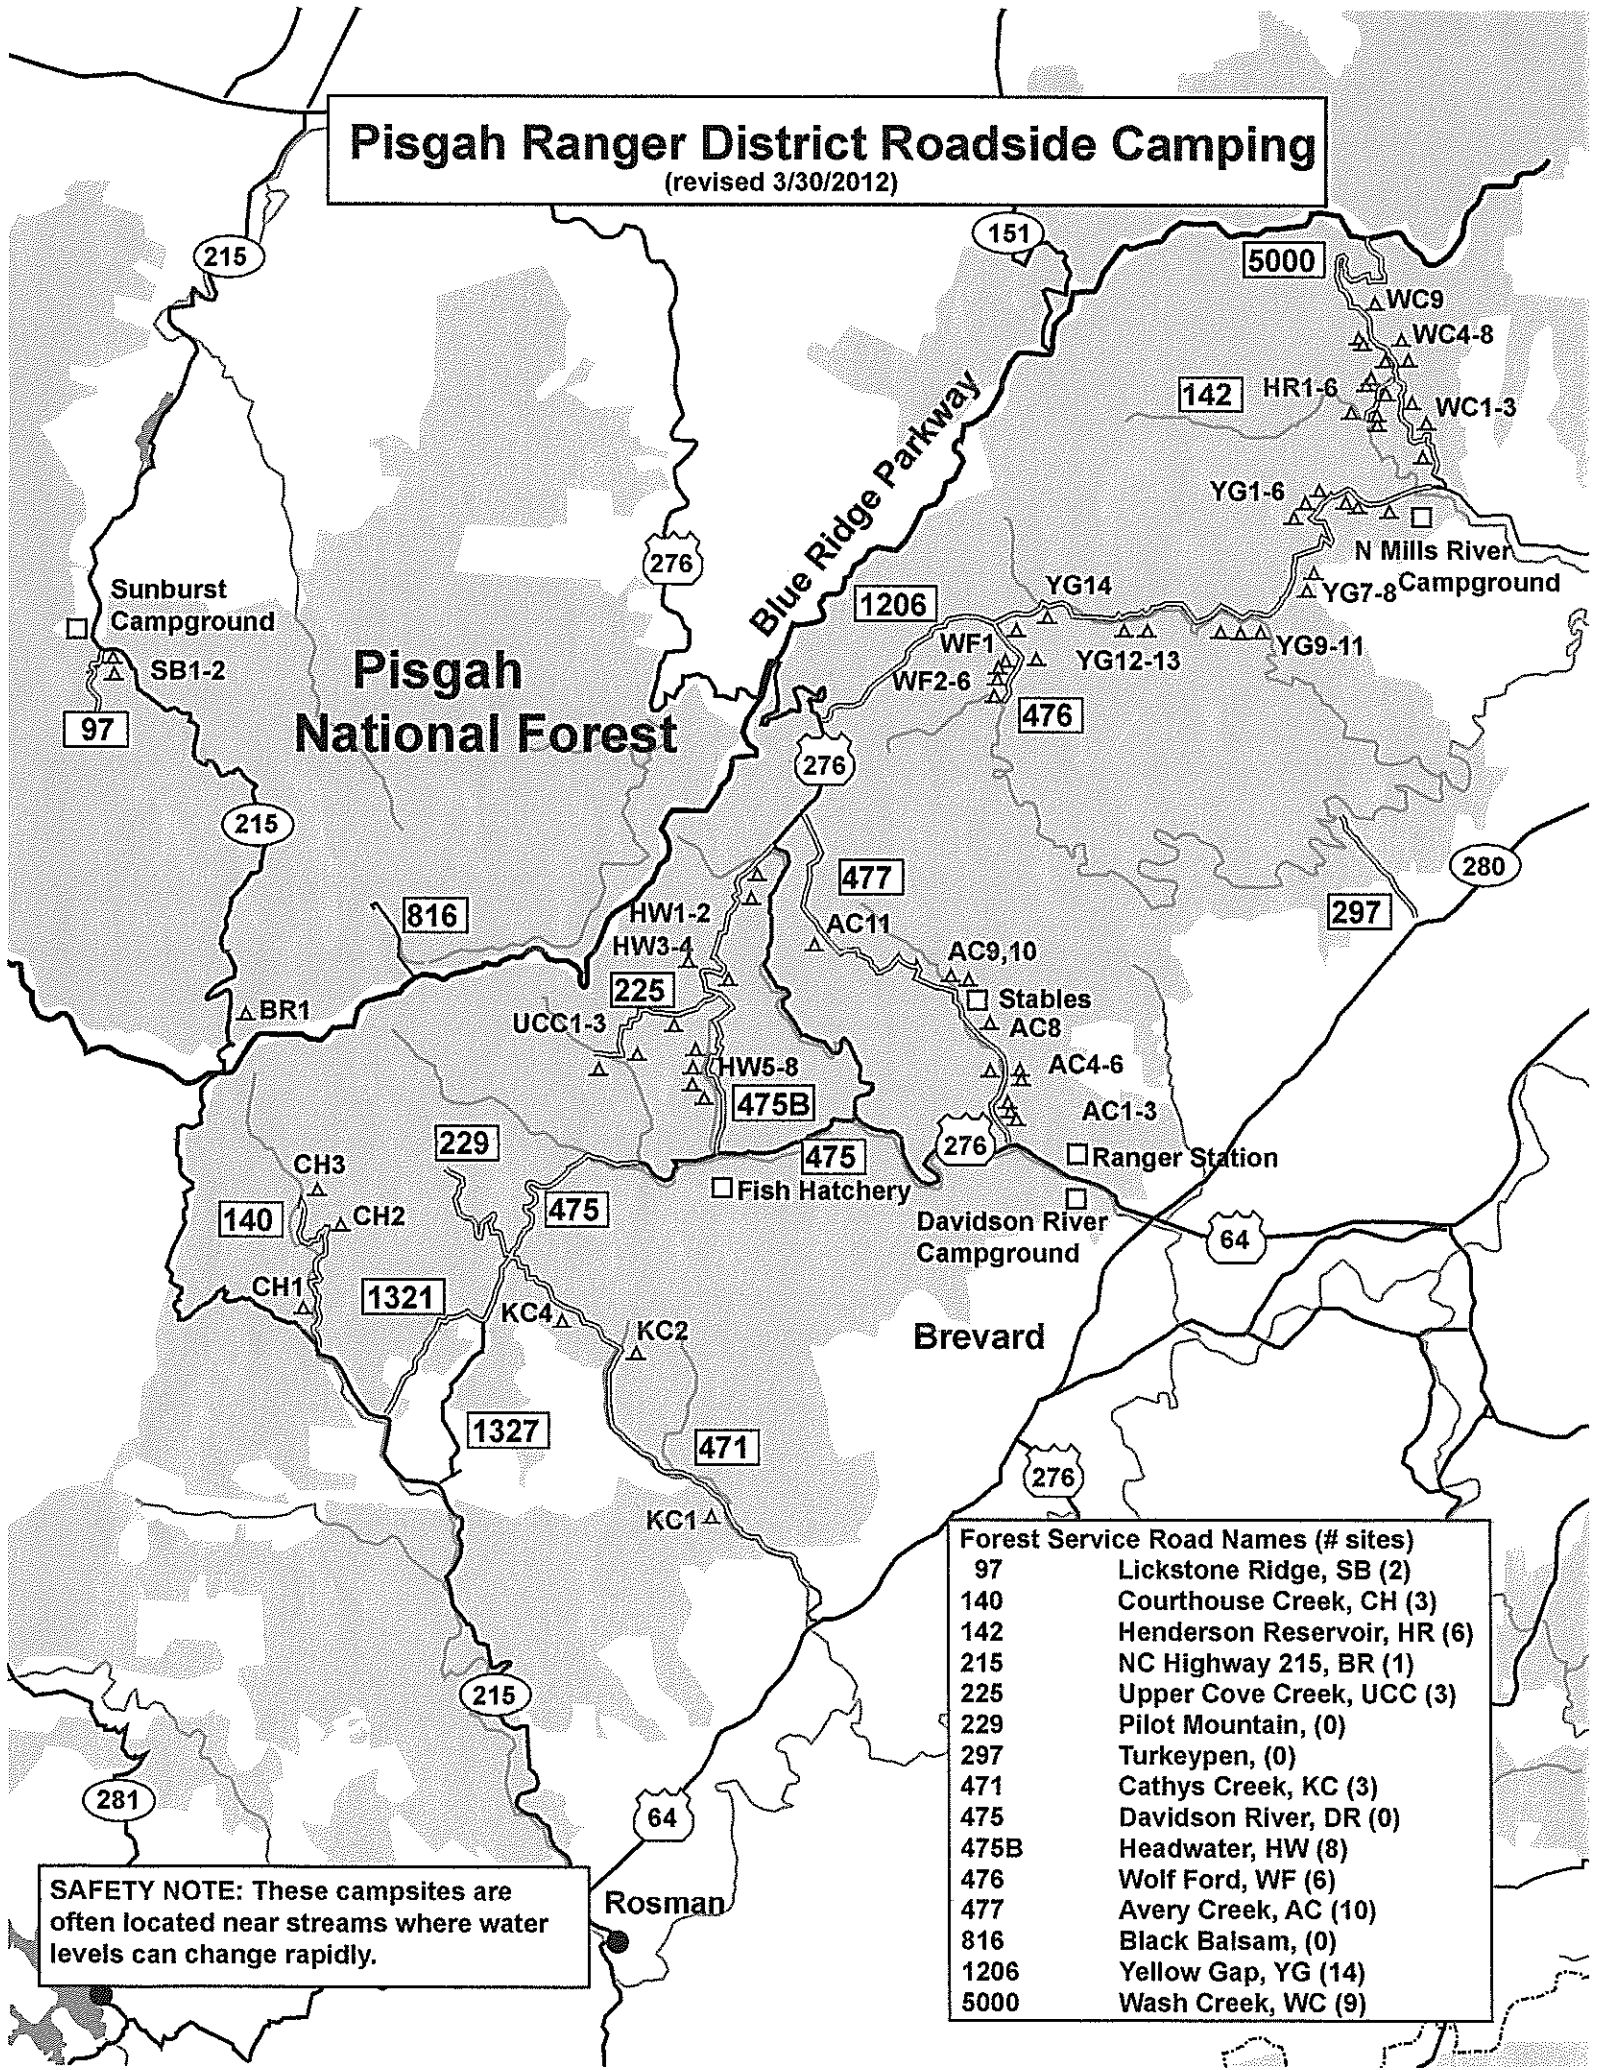 Pisgah Ranger District Roadside Camping
(revised 3/30/2012)
151
215
5000
WC9
WC4-8
142
HR1-6
WC1-3
Blue Ridge Parkway
YG1-6
276
N Mills River
Campground
Sunburst
Campground
YG14
YG7-8
1206
WF1
YG9-11
YG12-13
SB1-2
Pisgah
National Forest
WF2-6
97
476
276
215
280
477
297
816
HW1-2
AC11
HW3-4
AC9,10
225
Stables
BR1
UCC1-3
AC8
HW5-8
AC4-6
475B
AC1-3
229
276
475
Ranger Station
CH3
Fish Hatchery
475
140
CH2
Davidson River
Campground
64
CH1
1321
KC4
KC2
Brevard
1327
471
276
KC1
Forest Service Road Names (# sites)
97 Lickstone Ridge, SB (2)
140 Courthouse Creek, CH (3)
142 Henderson Reservoir, HR (6)
215 NC Highway 215, BR (1)
225 Upper Cove Creek, UCC (3)
229 Pilot Mountain, (0)
297 Turkeypen, (0)
471 Cathys Creek, KC (3)
475 Davidson River, DR (0)
475B Headwater, HW (8)
476 Wolf Ford, WF (6)
477 Avery Creek, AC (10)
816 Black Balsam, (0)
1206 Yellow Gap, YG (14)
5000 Wash Creek, WC (9)
215
281
64
SAFETY NOTE: These campsites are
often located near streams where water
levels can change rapidly.
Rosman